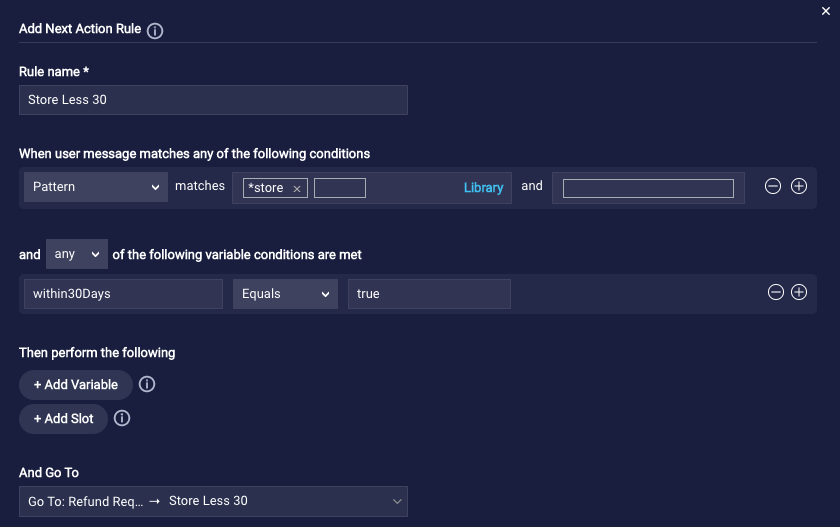 Add Next Action Rule
Rule name *
Store Less 30
When user message matches any of the following conditions
Pattern matches *store × Library and
and any of the following variable conditions are met
within30Days Equals true
Then perform the following
+ Add Variable
+ Add Slot
And Go To
Go To: Refund Req... → Store Less 30